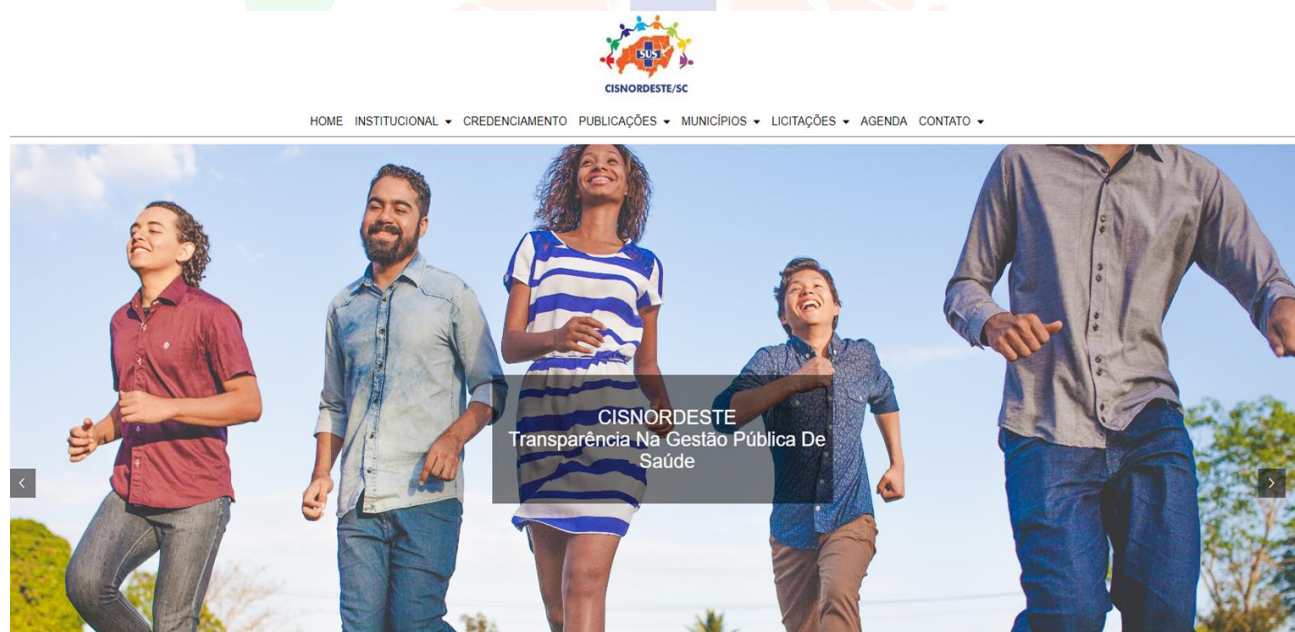 SUS
CISNORDESTE/SC
HOME INSTITUCIONAL CREDENCIAMENTO PUBLICAÇÕES MUNICÍPIOS LICITAÇÕES AGENDA CONTATO
CISNORDESTE
Transparência Na Gestão Pública De
Saúde